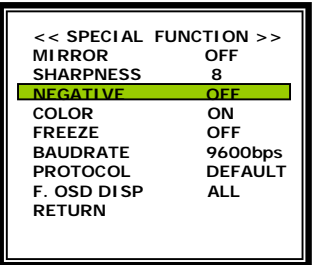 << SPECIAL FUNCTION >>
MIRROR OFF
SHARPNESS 8
NEGATIVE OFF
COLOR ON
FREEZE OFF
BAUDRATE 9600bps
PROTOCOL DEFAULT
F. OSD DISP ALL
RETURN